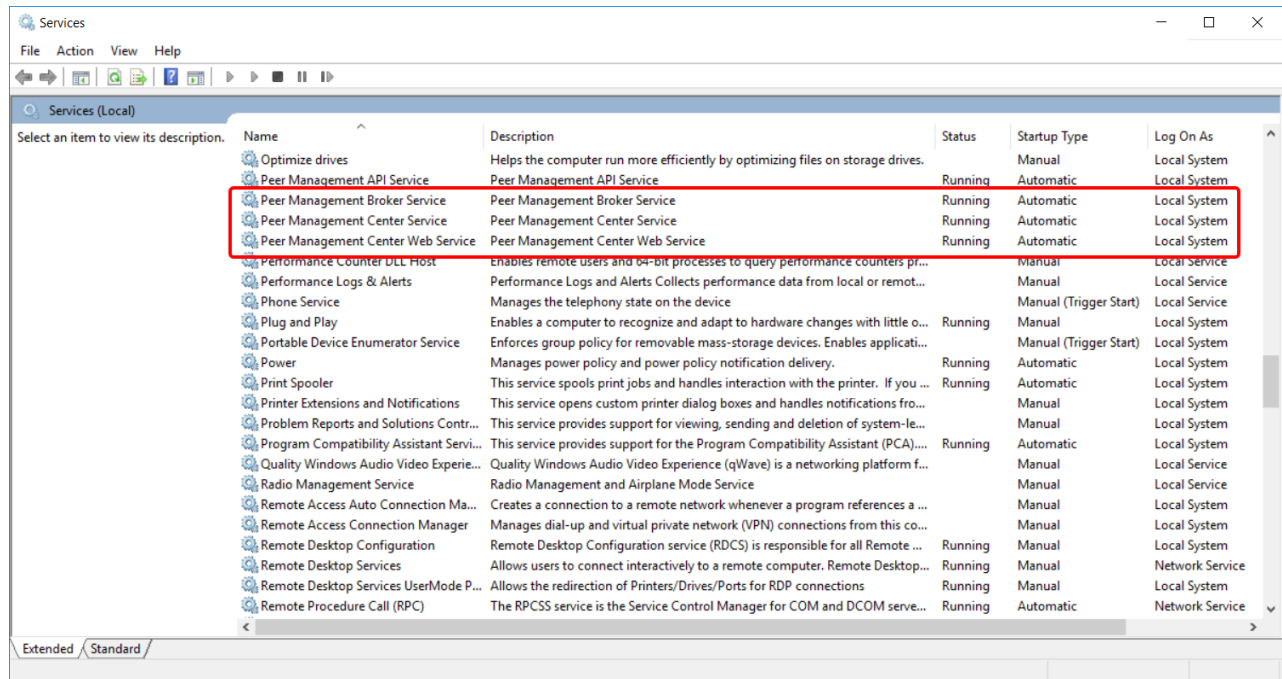 Services
File Action View Help
Services (Local)
Select an item to view its description.
Name Description Status Startup Type Log On As
Optimize drives Helps the computer run more efficiently by optimizing files on storage drives. Manual Local System
Peer Management API Service Peer Management API Service Running Automatic Local System
Peer Management Broker Service Peer Management Broker Service Running Automatic Local System
Peer Management Center Service Peer Management Center Service Running Automatic Local System
Peer Management Center Web Service Peer Management Center Web Service Running Automatic Local System
Performance Counter DLL Host Enables remote users and 64-bit processes to query performance counters pr... Manual Local Service
Performance Logs & Alerts Performance Logs and Alerts Collects performance data from local or remot... Manual Local Service
Phone Service Manages the telephony state on the device Manual (Trigger Start) Local Service
Plug and Play Enables a computer to recognize and adapt to hardware changes with little o... Running Manual Local System
Portable Device Enumerator Service Enforces group policy for removable mass-storage devices. Enables applicati... Manual (Trigger Start) Local System
Power Manages power policy and power policy notification delivery. Running Automatic Local System
Print Spooler This service spools print jobs and handles interaction with the printer. If you ... Running Automatic Local System
Printer Extensions and Notifications This service opens custom printer dialog boxes and handles notifications fro... Manual Local System
Problem Reports and Solutions Contr... This service provides support for viewing, sending and deletion of system-le... Manual Local System
Program Compatibility Assistant Servi... This service provides support for the Program Compatibility Assistant (PCA).... Running Automatic Local System
Quality Windows Audio Video Experie... Quality Windows Audio Video Experience (qWave) is a networking platform f... Manual Local Service
Radio Management Service Radio Management and Airplane Mode Service Manual Local Service
Remote Access Auto Connection Ma... Creates a connection to a remote network whenever a program references a ... Manual Local System
Remote Access Connection Manager Manages dial-up and virtual private network (VPN) connections from this co... Manual Local System
Remote Desktop Configuration Remote Desktop Configuration service (RDCS) is responsible for all Remote ... Running Manual Local System
Remote Desktop Services Allows users to connect interactively to a remote computer. Remote Desktop... Running Manual Network Service
Remote Desktop Services UserMode P... Allows the redirection of Printers/Drives/Ports for RDP connections Running Manual Local System
Remote Procedure Call (RPC) The RPCSS service is the Service Control Manager for COM and DCOM serve... Running Automatic Network Service
Extended Standard